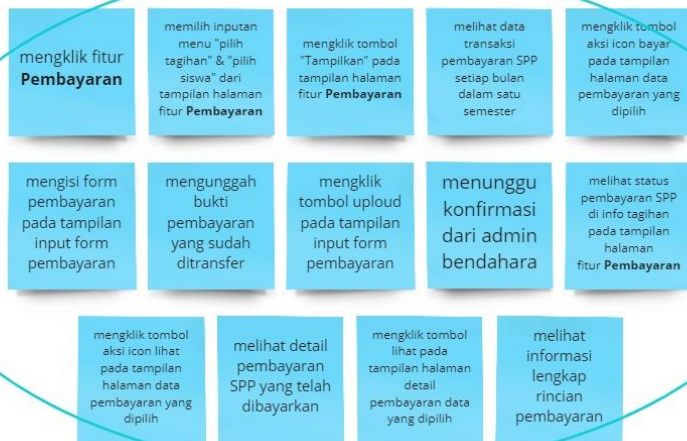 mengklik fitur
Pembayaran
memilih inputan
menu "pilih
tagihan" & "pilih
siswa" dari
tampilan halaman
fitur Pembayaran
mengklik tombol
"Tampilkan" pada
tampilan halaman
fitur Pembayaran
melihat data
transaksi
pembayaran SPP
setiap bulan
dalam satu
semester
mengklik tombol
aksi icon bayar
pada tampilan
halaman data
pembayaran yang
dipilih
mengisi form
pembayaran
pada tampilan
input form
pembayaran
mengunggah
bukti
pembayaran
yang sudah
ditransfer
mengklik
tombol uploud
pada tampilan
input form
pembayaran
menunggu
konfirmasi
dari admin
bendahara
melihat status
pembayaran SPP
di info tagihan
pada tampilan
halaman
fitur Pembayaran
mengklik tombol
aksi icon lihat
pada tampilan
halaman data
pembayaran yang
dipilih
melihat detail
pembayaran
SPP yang telah
dibayarkan
mengklik tombol
lihat pada
tampilan halaman
detail
pembayaran data
yang dipilih
melihat
informasi
lengkap
rincian
pembayaran